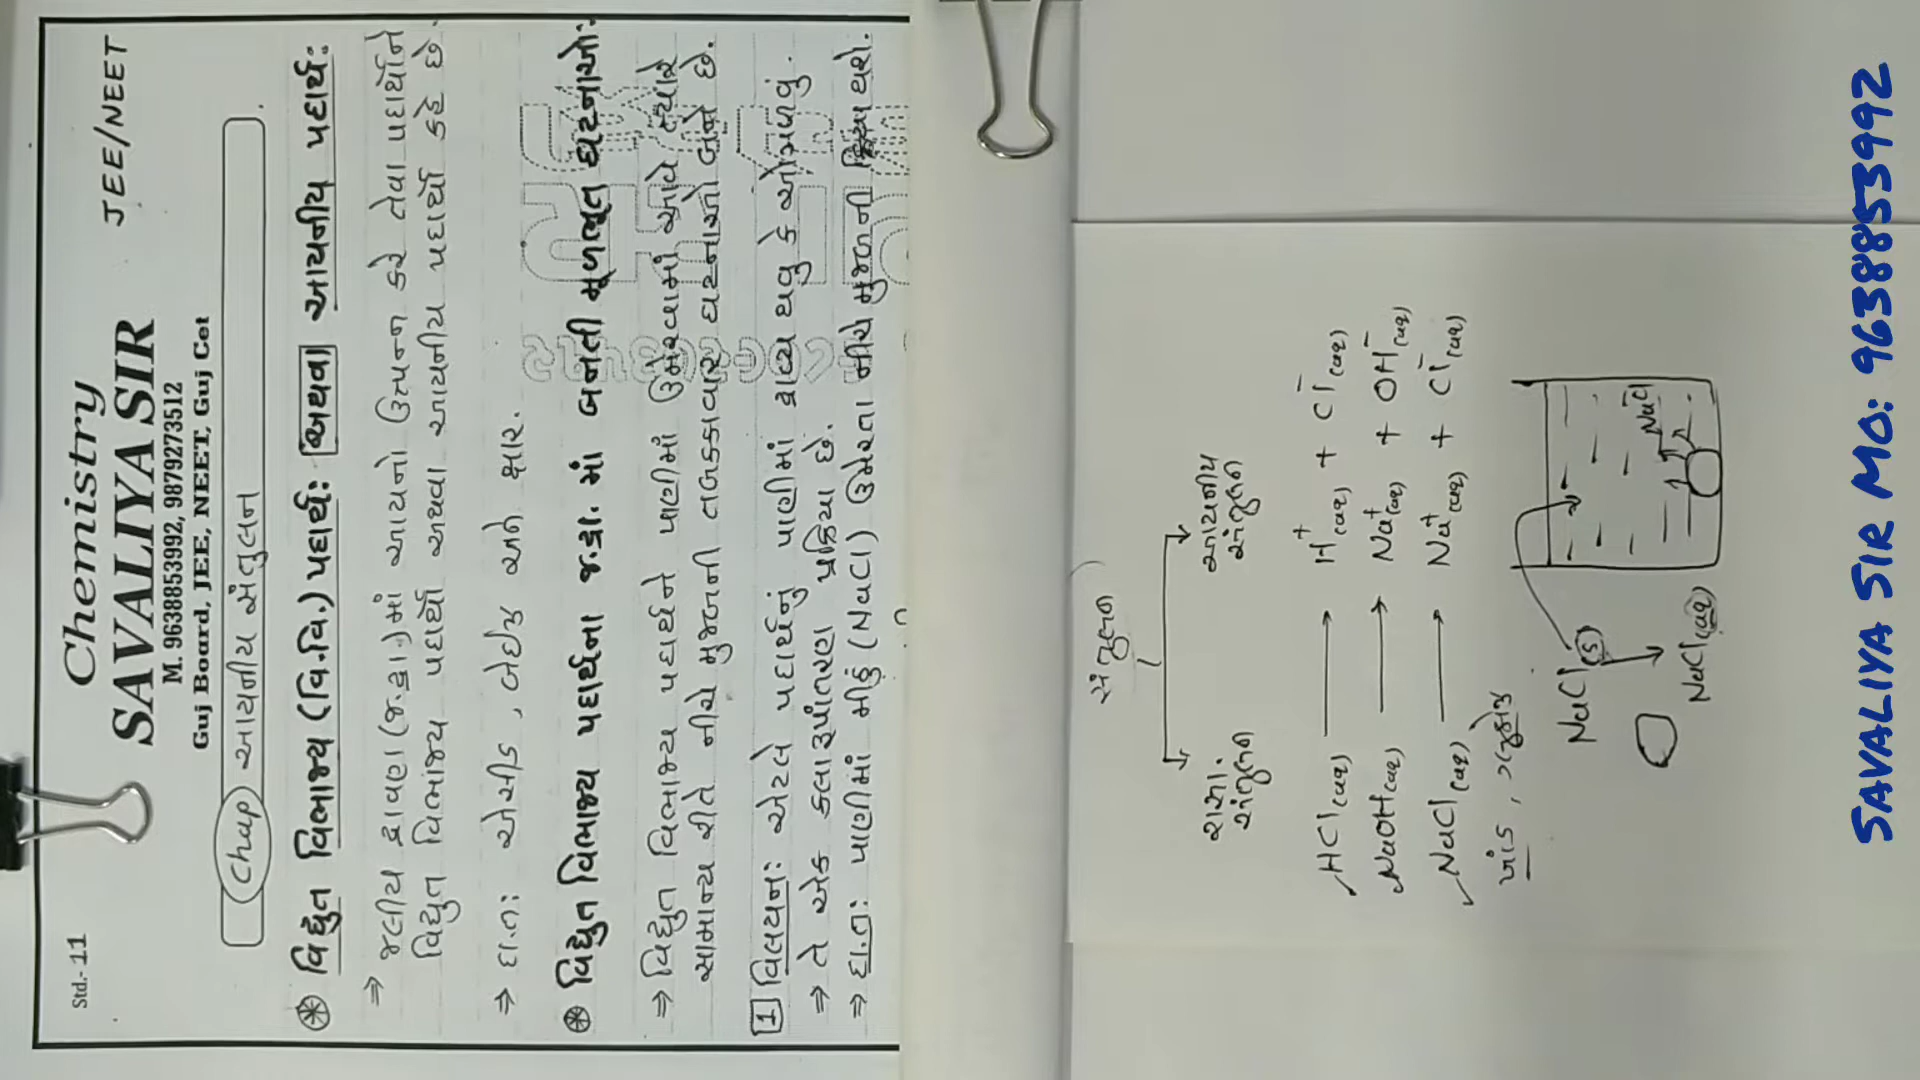 Std.- 11
Chemistry
JEE/NEET
SAVALIYA SIR
M. 9638853992, 9879273512
Guj Board, JEE, NEET, Guj Cet
Chap આયનીય સંતુલન
⊛ વિદ્યુત વિભાજ્ય (વિ.વિ.) પદાર્થ: અથવા આયનીય પદાર્થ:
⇒ જલીય દ્રાવણ (જ.દ્રા.) માં આયનો ઉત્પન્ન કરે તેવા પદાર્થોને
વિદ્યુત વિભાજ્ય પદાર્થો અથવા આયનીય પદાર્થો કહે છે.
⇒ દા.ત: એસીડ, બેઇઝ અને ક્ષાર.
⊛ વિદ્યુત વિભાજ્ય પદાર્થના જ.દ્રા. માં બનતી મૂળભૂત ઘટનાઓ:
⇒ વિદ્યુત વિભાજ્ય પદાર્થને પાણીમાં ઉમેરવામાં આવે ત્યારે
સામાન્ય રીતે નીચે મુજબની તબક્કાવાર ઘટનાઓ બને છે.
1 વિલયન: એટલે પદાર્થનું પાણીમાં દ્રાવ્ય થવુ કે ઓગળવું.
⇒ તે એક કલા રૂપાંતરણ પ્રક્રિયા છે.
⇒ દા.ત: પાણીમાં મીઠું (NaCl) ઉમેરતા નીચે મુજબની ક્રિયા થશે.
સંતુલન
રાસા. સંતુલન
આયનીય સંતુલન
HCl(aq) ⟶ H⁺(aq) + Cl⁻(aq)
NaOH(aq) ⟶ Na⁺(aq) + OH⁻(aq)
NaCl(aq) ⟶ Na⁺(aq) + Cl⁻(aq)
ખાંડ, ગ્લુકોઝ
NaCl(s)
NaCl
NaCl(aq)
SAVALIYA SIR MO: 9638853992